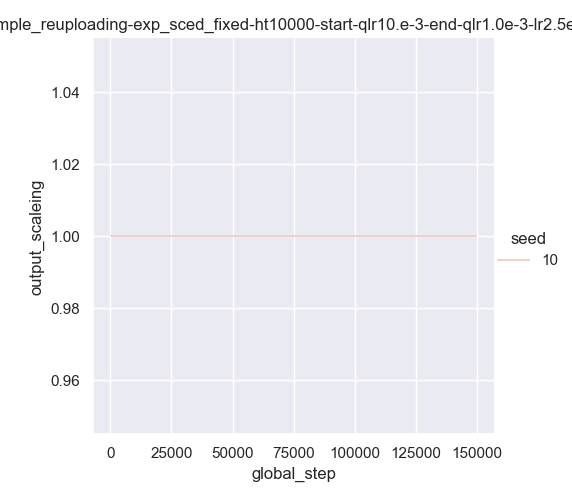 mple_reuploading-exp_sced_fixed-ht10000-start-qlr10.e-3-end-qlr1.0e-3-lr2.5e
1.04
1.02
1.00
0.98
0.96
output_scaleing
seed
10
0 25000 50000 75000 100000 125000 150000
global_step